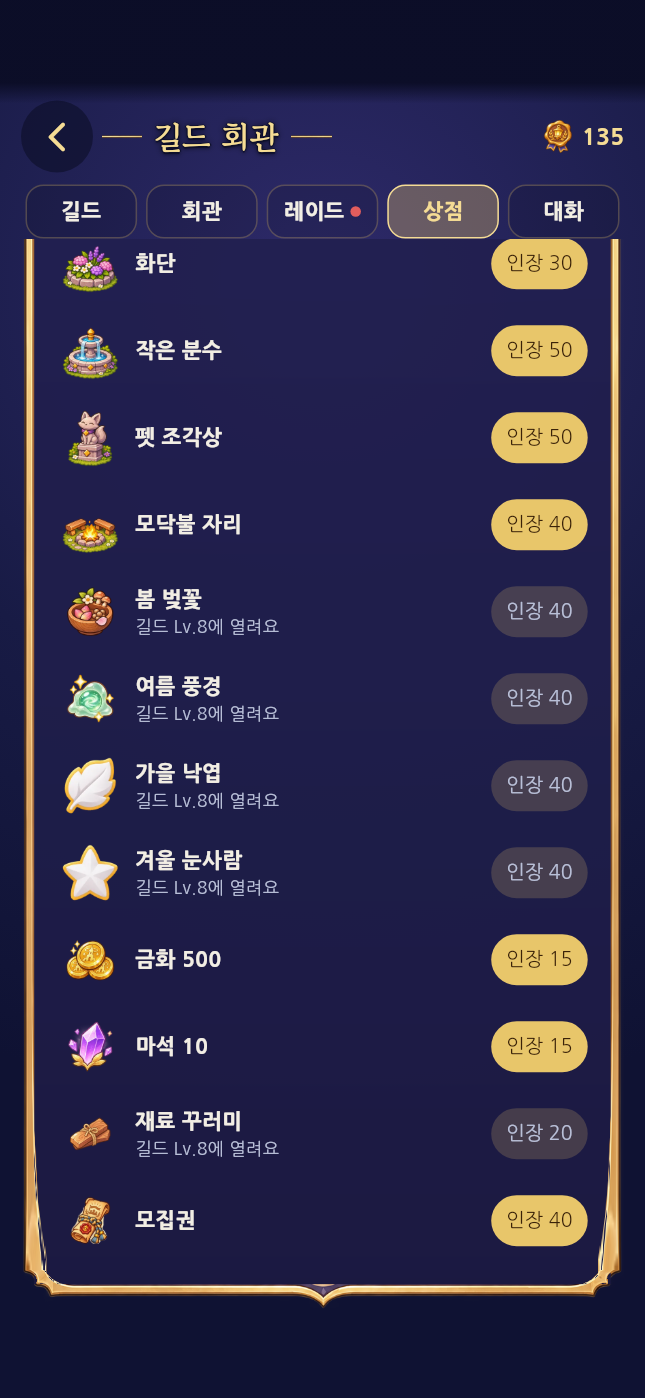 길드 회관
135
길드
회관
레이드
상점
대화
화단
인장 30
작은 분수
인장 50
펫 조각상
인장 50
모닥불 자리
인장 40
봄 벚꽃
길드 Lv.8에 열려요
인장 40
여름 풍경
길드 Lv.8에 열려요
인장 40
가을 낙엽
길드 Lv.8에 열려요
인장 40
겨울 눈사람
길드 Lv.8에 열려요
인장 40
금화 500
인장 15
마석 10
인장 15
재료 꾸러미
길드 Lv.8에 열려요
인장 20
모집권
인장 40